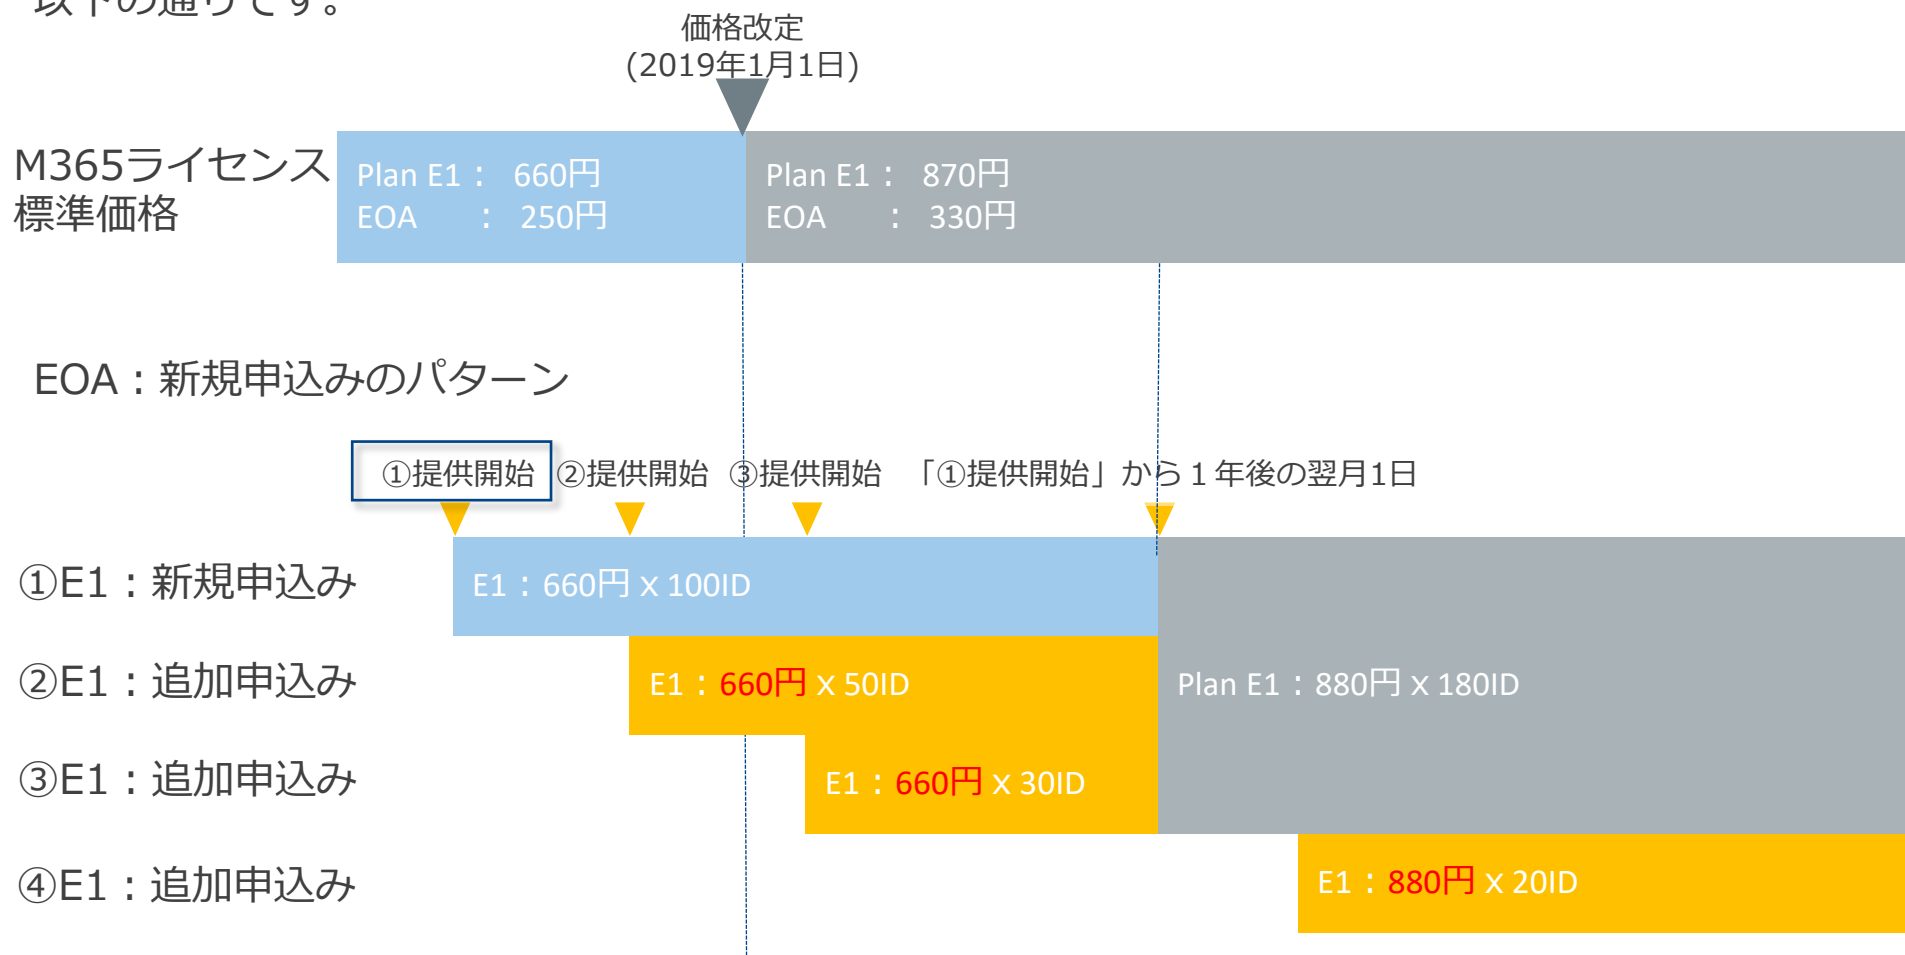 以下の通りです。
価格改定
(2019年1月1日)
M365ライセンス
標準価格
Plan E1： 660円
EOA ： 250円
Plan E1： 870円
EOA ： 330円
EOA：新規申込みのパターン
①提供開始
②提供開始
③提供開始
「①提供開始」から１年後の翌月1日
①E1：新規申込み
E1：660円 x 100ID
②E1：追加申込み
E1：660円 x 50ID
Plan E1：880円 x 180ID
③E1：追加申込み
E1：660円 x 30ID
④E1：追加申込み
E1：880円 x 20ID